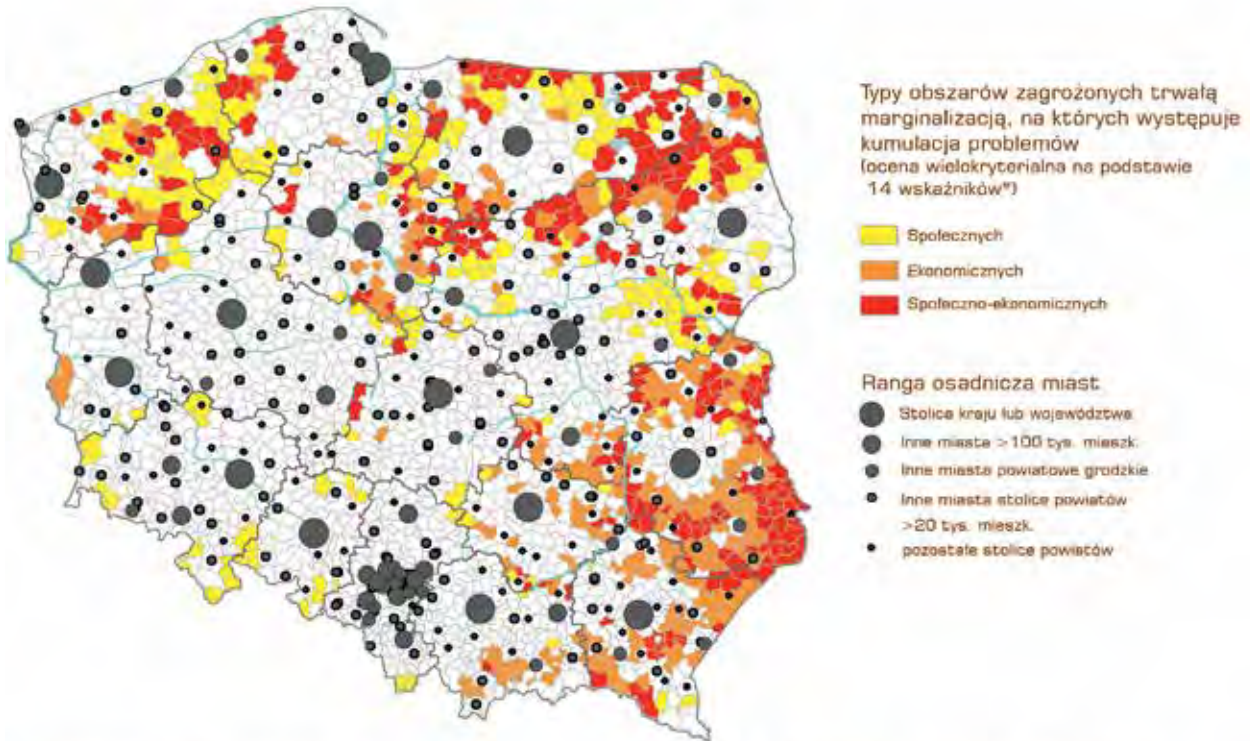 Typy obszarów zagrożonych trwałą
marginalizacją, na których występuje
kumulacja problemów
(ocena wielokryterialna na podstawie
14 wskaźników*)
Społecznych
Ekonomicznych
Społeczno-ekonomicznych
Ranga osadnicza miast
Stolice kraju lub województwa
Inne miasta >100 tys. mieszk.
Inne miasta powiatowe grodzkie
Inne miasta stolice powiatów
>20 tys. mieszk.
pozostałe stolice powiatów